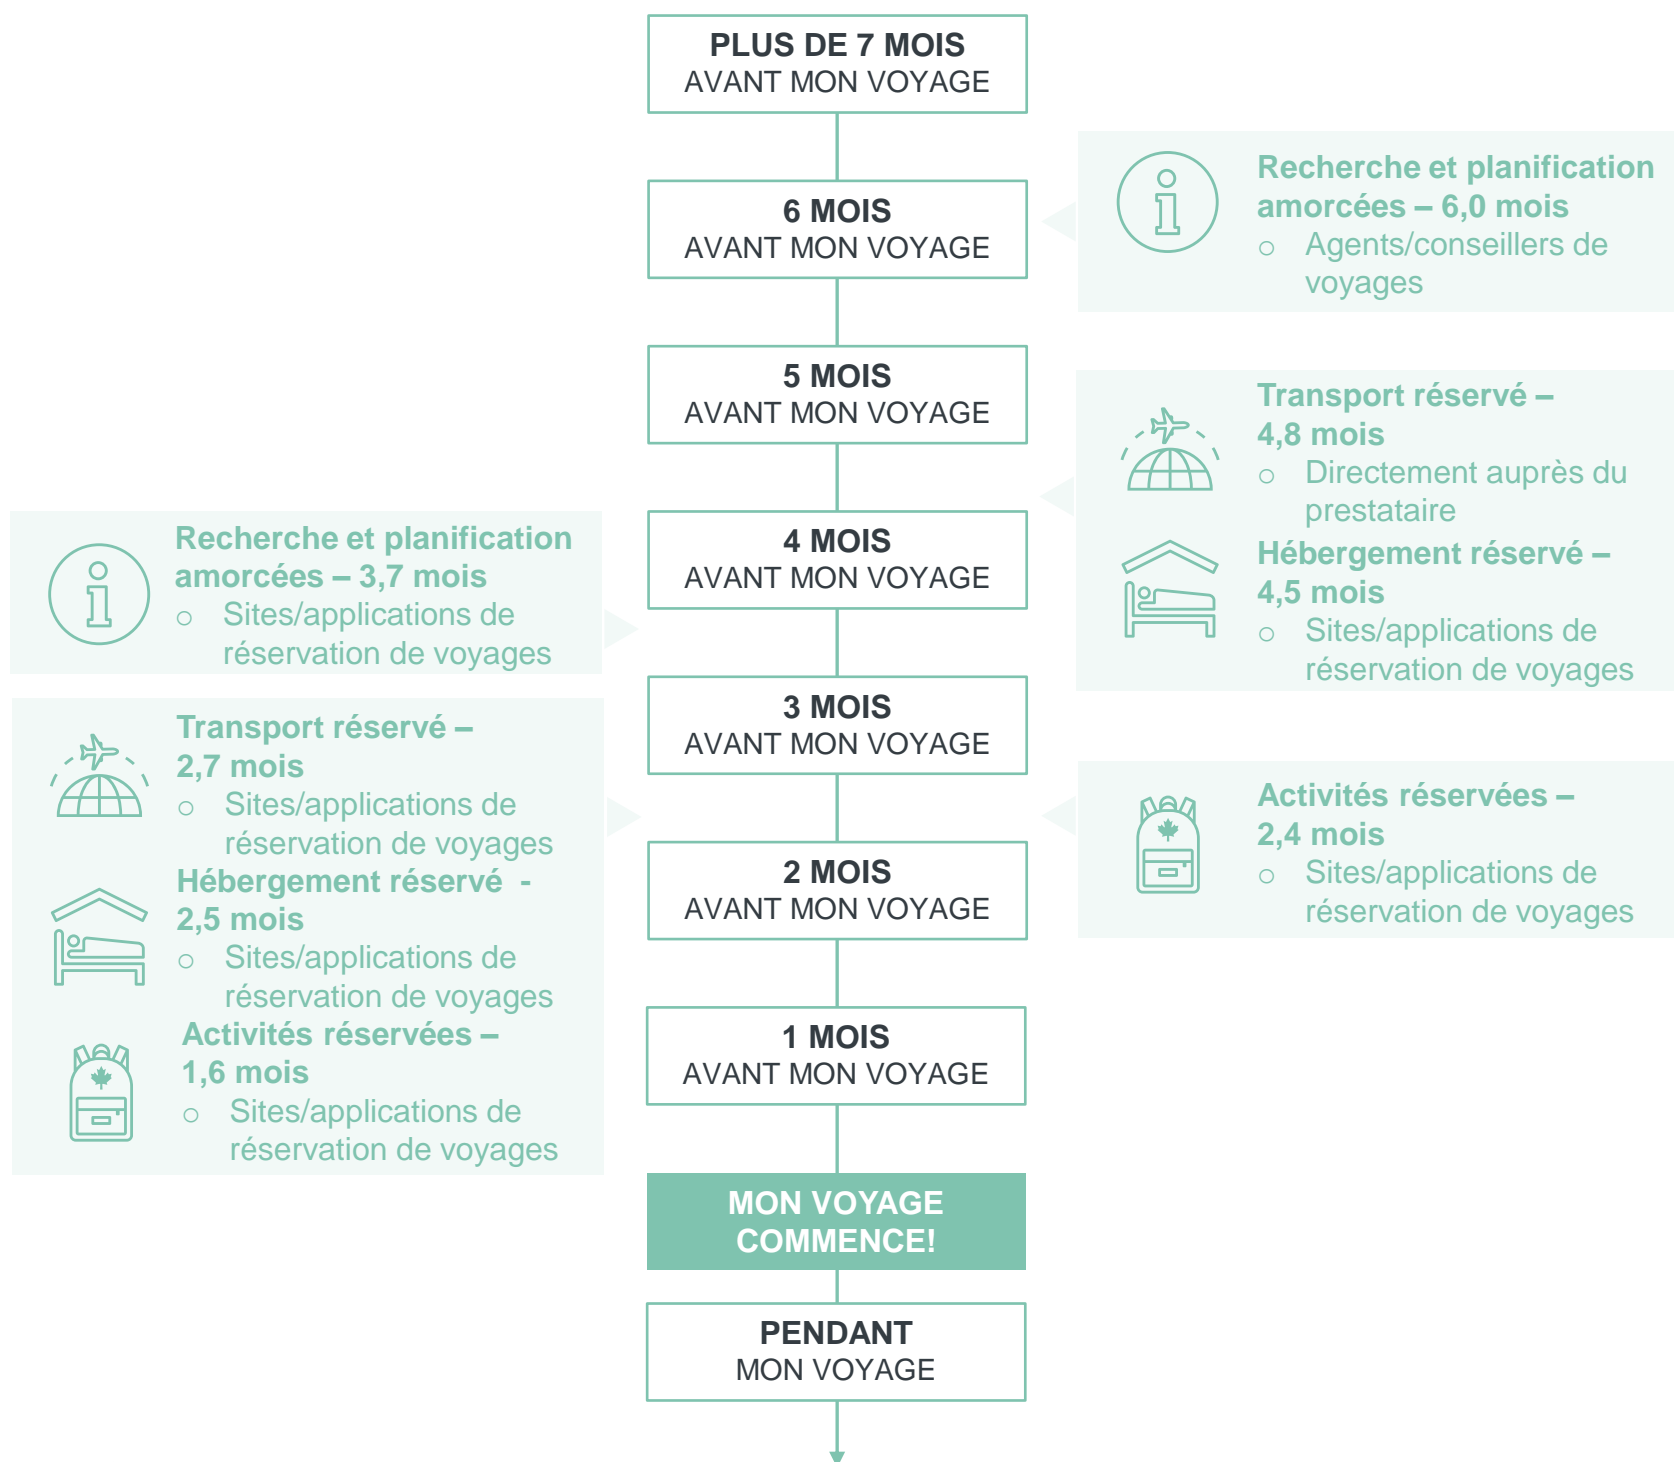 PLUS DE 7 MOIS
AVANT MON VOYAGE
6 MOIS
AVANT MON VOYAGE
Recherche et planification
amorcées – 6,0 mois
o Agents/conseillers de
voyages
5 MOIS
AVANT MON VOYAGE
Transport réservé –
4,8 mois
o Directement auprès du
prestataire
Hébergement réservé –
4,5 mois
o Sites/applications de
réservation de voyages
4 MOIS
AVANT MON VOYAGE
Recherche et planification
amorcées – 3,7 mois
o Sites/applications de
réservation de voyages
3 MOIS
AVANT MON VOYAGE
Transport réservé –
2,7 mois
o Sites/applications de
réservation de voyages
Hébergement réservé -
2,5 mois
o Sites/applications de
réservation de voyages
Activités réservées –
1,6 mois
o Sites/applications de
réservation de voyages
Activités réservées –
2,4 mois
o Sites/applications de
réservation de voyages
2 MOIS
AVANT MON VOYAGE
1 MOIS
AVANT MON VOYAGE
MON VOYAGE
COMMENCE!
PENDANT
MON VOYAGE